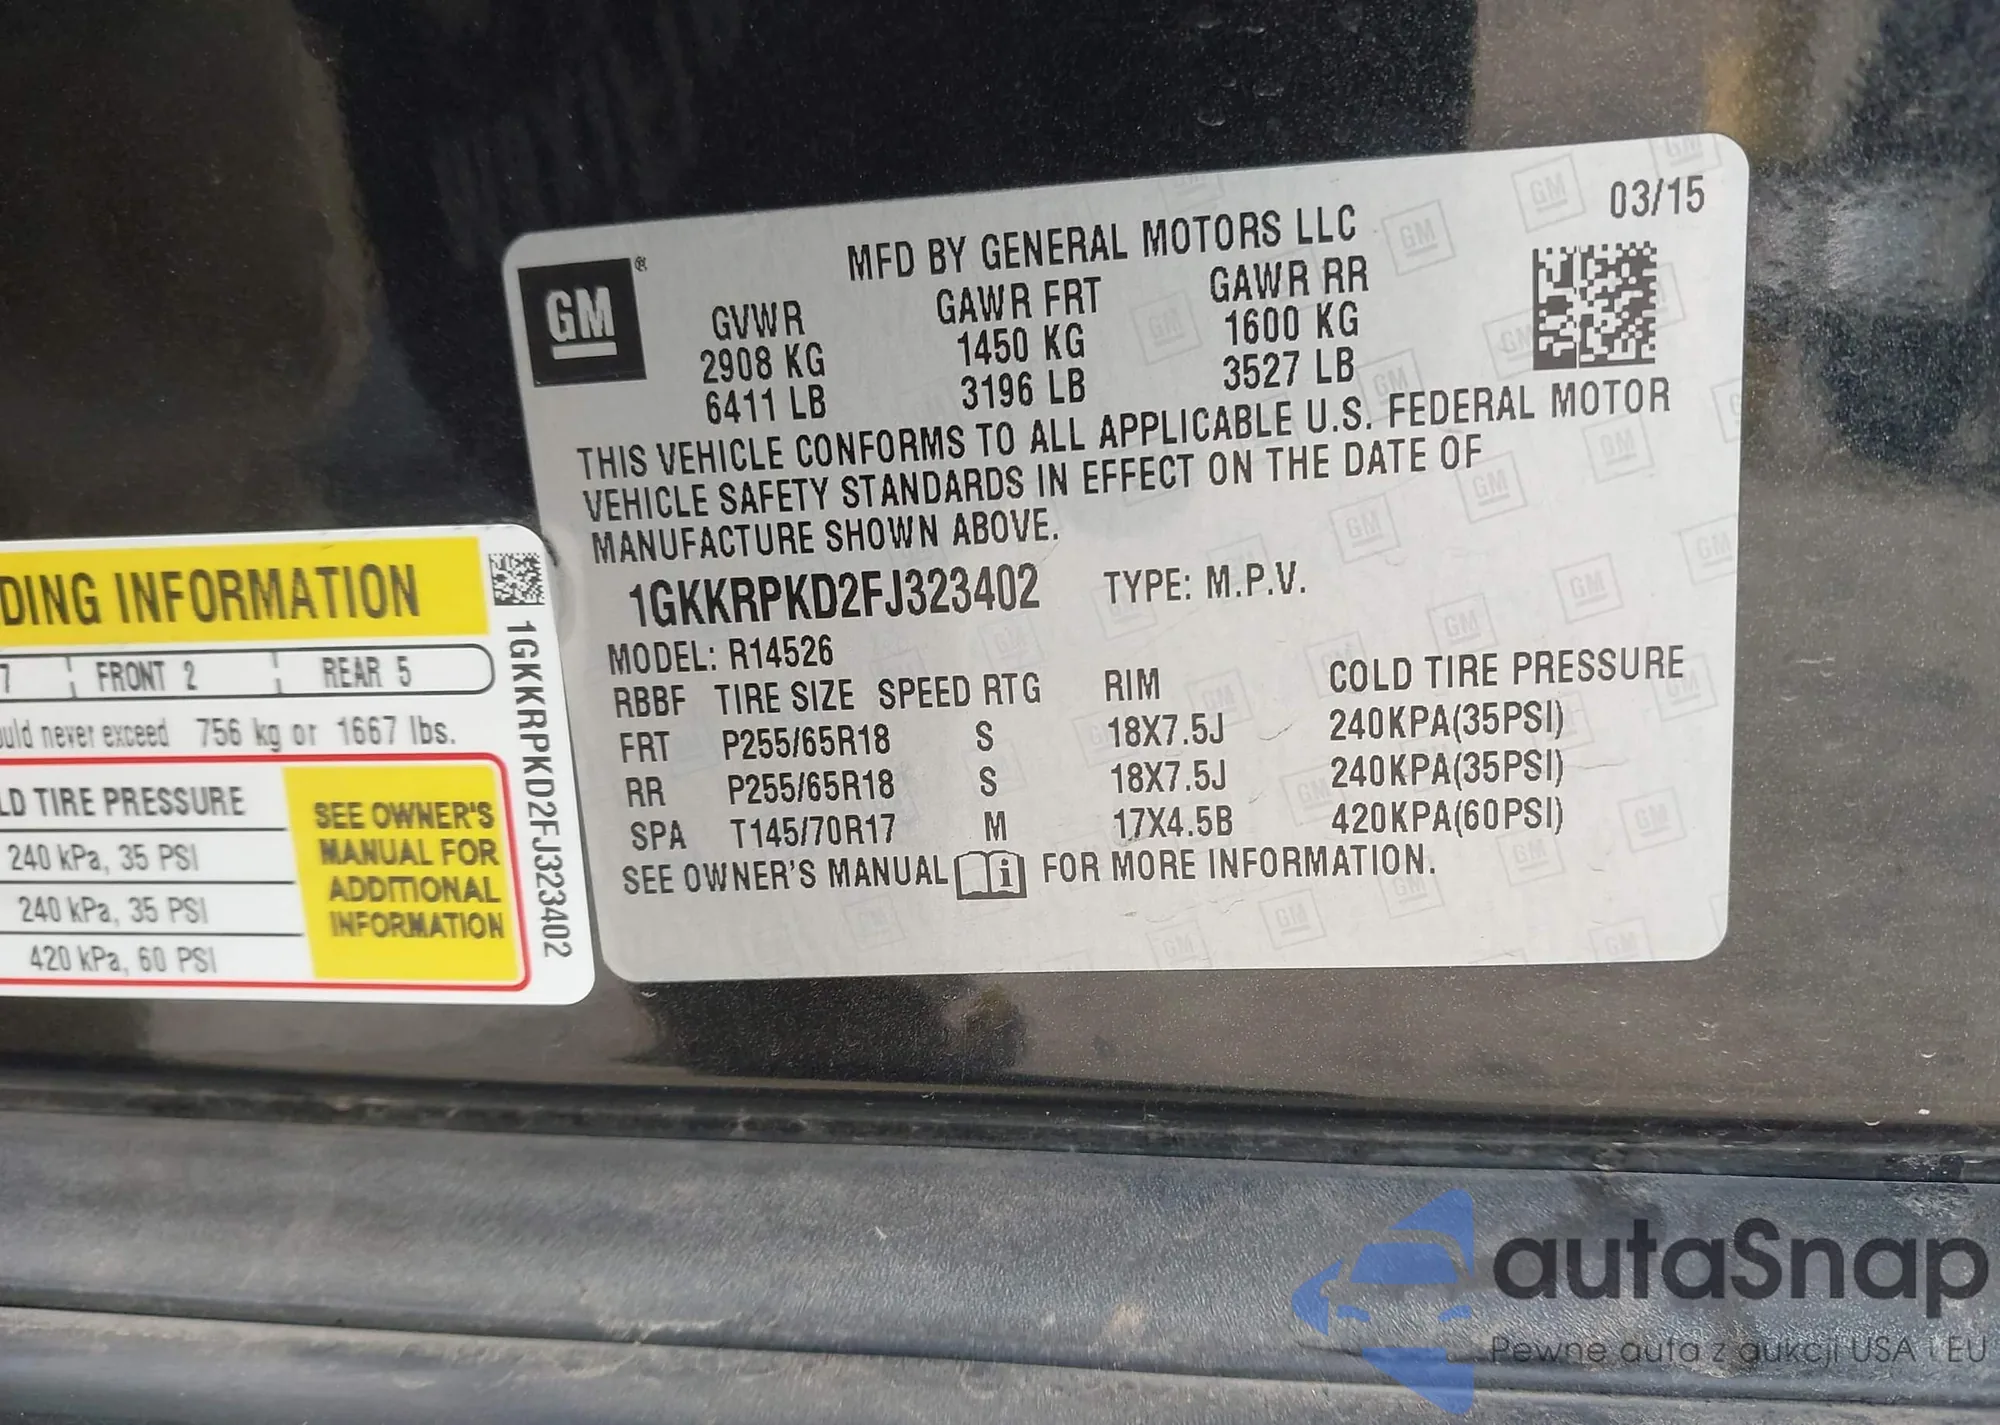 03/15
MFD BY GENERAL MOTORS LLC
GM®
GVWR GAWR FRT GAWR RR
2908 KG 1450 KG 1600 KG
6411 LB 3196 LB 3527 LB
THIS VEHICLE CONFORMS TO ALL APPLICABLE U.S. FEDERAL MOTOR
VEHICLE SAFETY STANDARDS IN EFFECT ON THE DATE OF
MANUFACTURE SHOWN ABOVE.
1GKKRPKD2FJ323402 TYPE: M.P.V.
MODEL: R14526
RBBF TIRE SIZE SPEED RTG RIM COLD TIRE PRESSURE
FRT P255/65R18 S 18X7.5J 240KPA(35PSI)
RR P255/65R18 S 18X7.5J 240KPA(35PSI)
SPA T145/70R17 M 17X4.5B 420KPA(60PSI)
SEE OWNER'S MANUAL i FOR MORE INFORMATION.
DING INFORMATION
7 FRONT 2 REAR 5
uld never exceed 756 kg or 1667 lbs.
LD TIRE PRESSURE
240 kPa, 35 PSI
240 kPa, 35 PSI
420 kPa, 60 PSI
SEE OWNER'S
MANUAL FOR
ADDITIONAL
INFORMATION
1GKKRPKD2FJ323402
autaSnap
Pewne auta z aukcji USA i EU